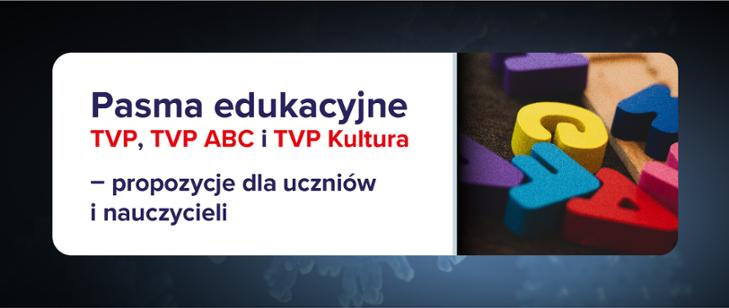 Pasma edukacyjne
TVP, TVP ABC i TVP Kultura
– propozycje dla uczniów
i nauczycieli